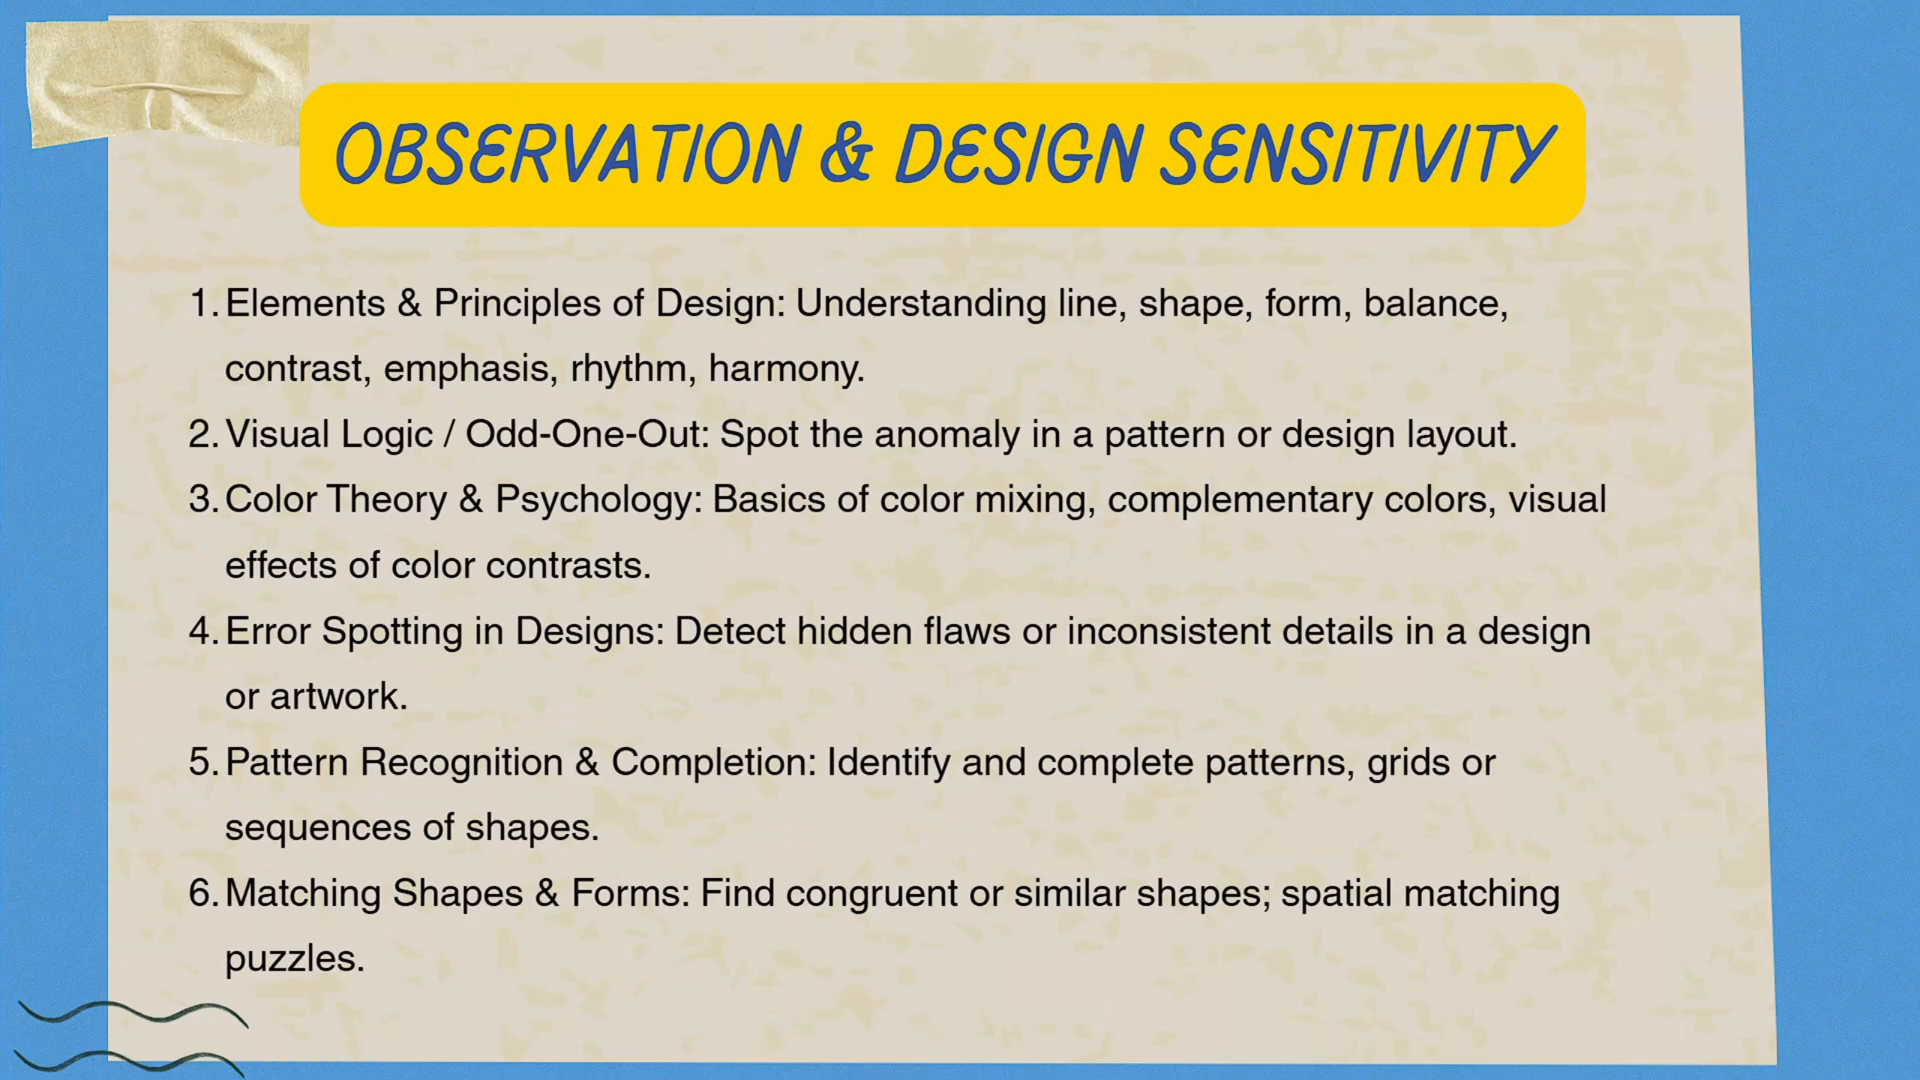 OBSERVATION & DESIGN SENSITIVITY
1. Elements & Principles of Design: Understanding line, shape, form, balance,
contrast, emphasis, rhythm, harmony.
2. Visual Logic / Odd-One-Out: Spot the anomaly in a pattern or design layout.
3. Color Theory & Psychology: Basics of color mixing, complementary colors, visual
effects of color contrasts.
4. Error Spotting in Designs: Detect hidden flaws or inconsistent details in a design
or artwork.
5. Pattern Recognition & Completion: Identify and complete patterns, grids or
sequences of shapes.
6. Matching Shapes & Forms: Find congruent or similar shapes; spatial matching
puzzles.